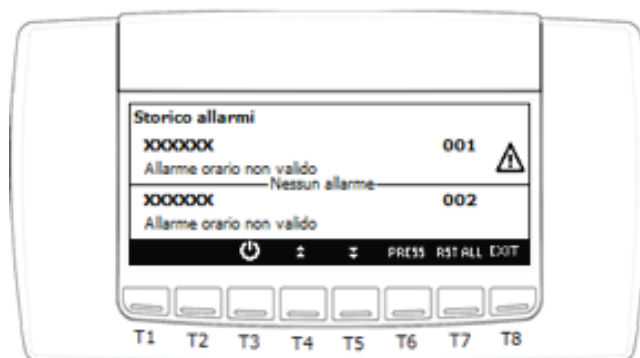 Storico allarmi
XXXXXX 001
Allarme orario non valido
Nessun allarme
XXXXXX 002
Allarme orario non valido
PRESS RST ALL EXIT
T1 T2 T3 T4 T5 T6 T7 T8